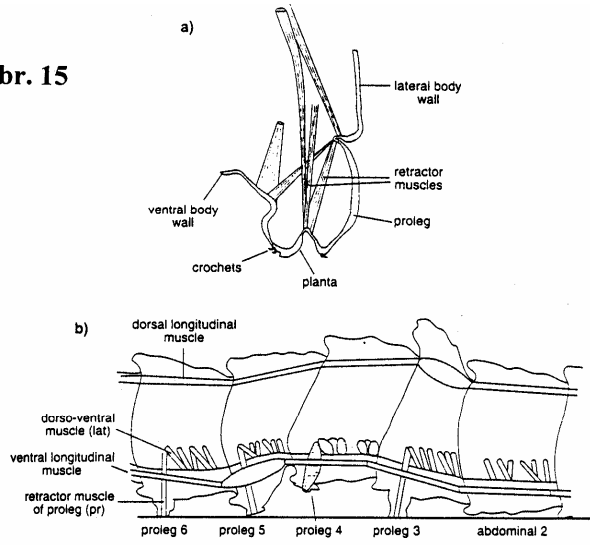 br. 15
a)
lateral body
wall
retractor
muscles
proleg
ventral body
wall
crochets
planta
b)
dorsal longitudinal
muscle
dorso-ventral
muscle (lat)
ventral longitudinal
muscle
retractor muscle
of proleg (pr)
proleg 6 proleg 5 proleg 4 proleg 3 abdominal 2